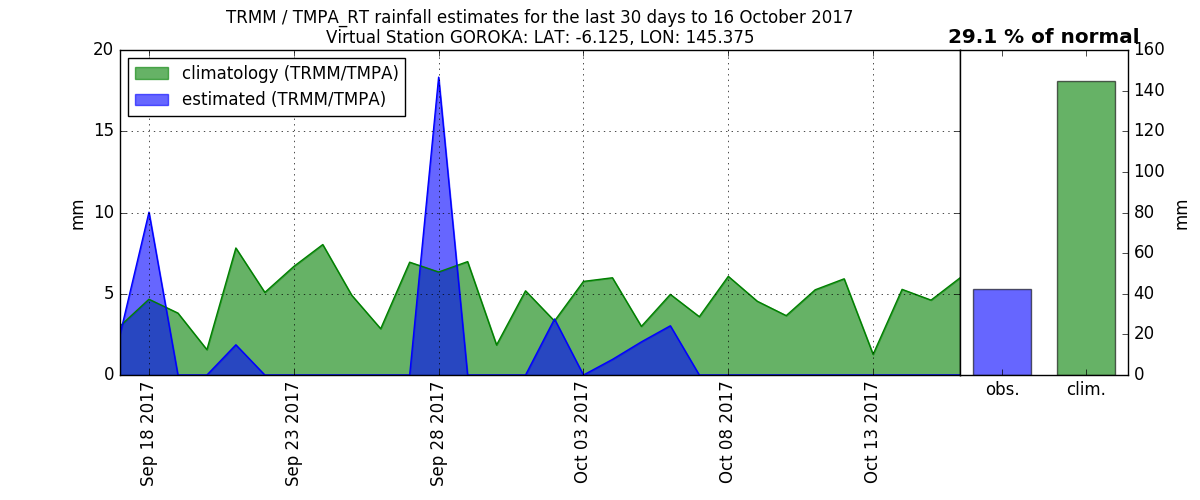 TRMM / TMPA_RT rainfall estimates for the last 30 days to 16 October 2017
Virtual Station GOROKA: LAT: -6.125, LON: 145.375
29.1 % of normal
climatology (TRMM/TMPA)
estimated (TRMM/TMPA)
20
15
10
5
0
mm
160
140
120
100
80
60
40
20
0
mm
Sep 18 2017
Sep 23 2017
Sep 28 2017
Oct 03 2017
Oct 08 2017
Oct 13 2017
obs.
clim.